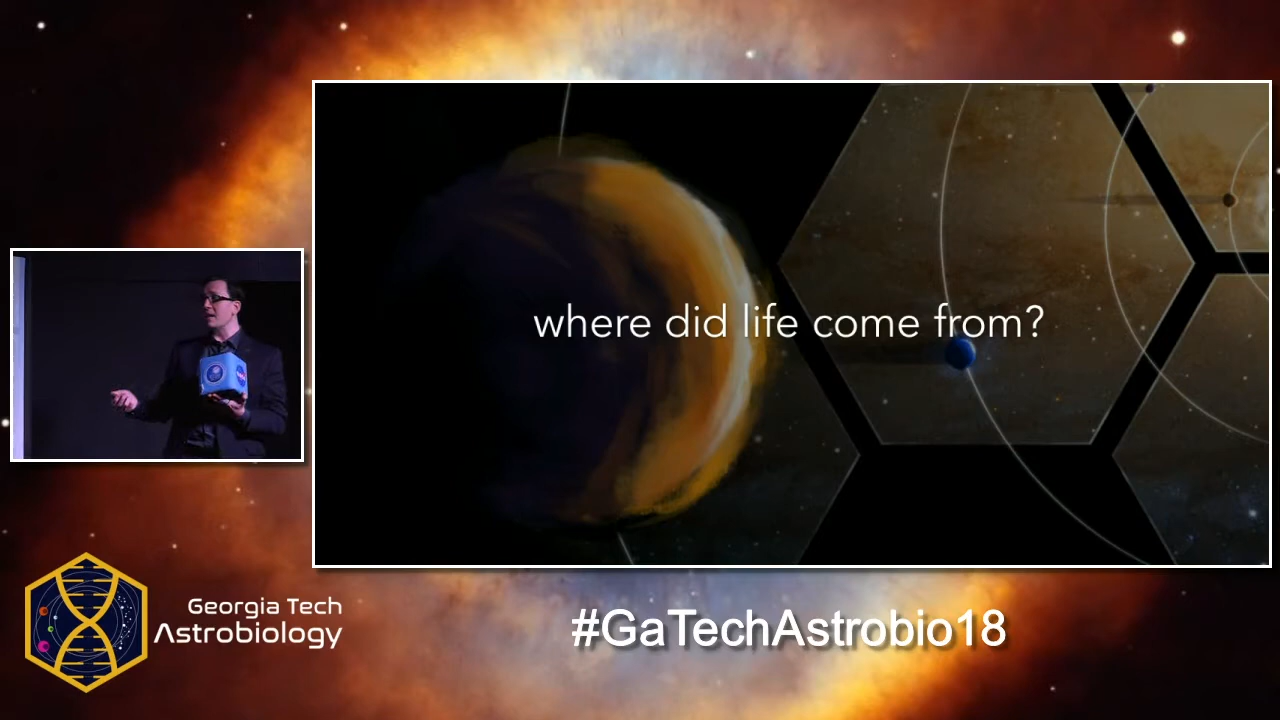 where did life come from?
Georgia Tech
Astrobiology
#GaTechAstrobio18